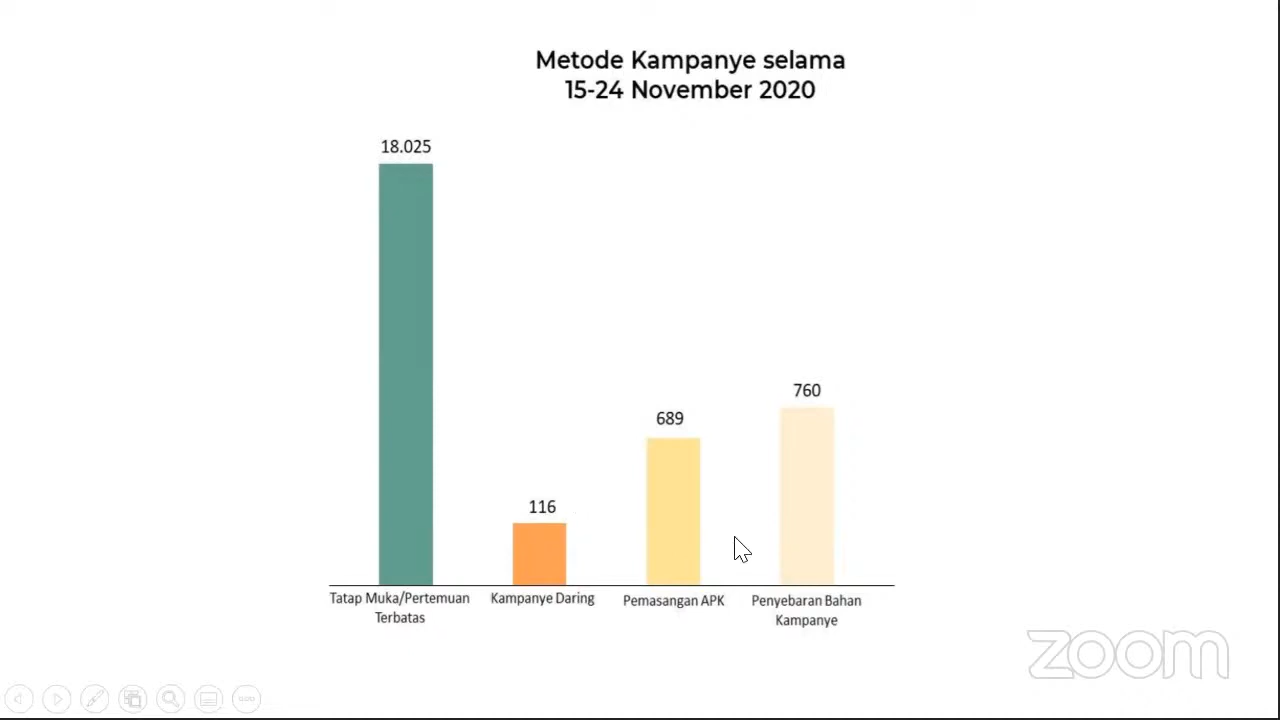 Metode Kampanye selama
15-24 November 2020
18.025
116
689
760
Tatap Muka/Pertemuan
Terbatas
Kampanye Daring
Pemasangan APK
Penyebaran Bahan
Kampanye
zoom